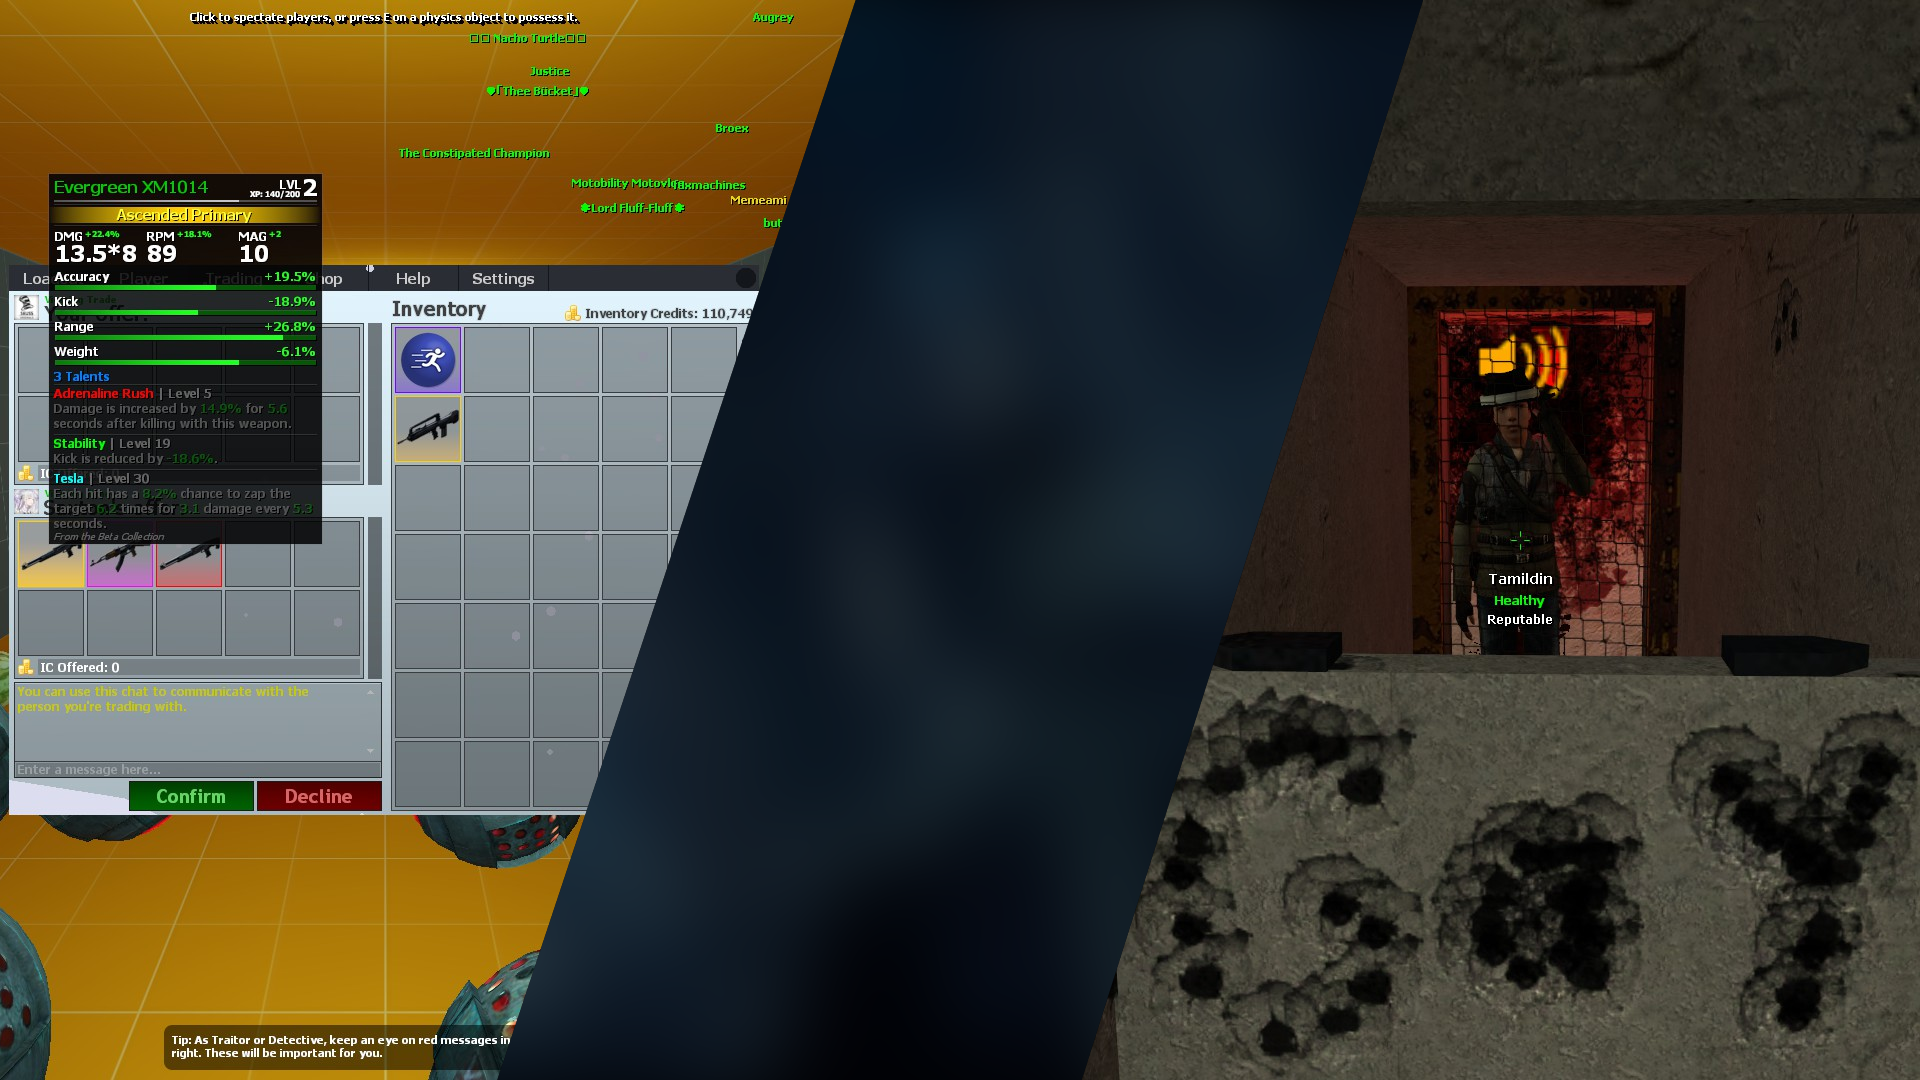 Click to spectate players, or press E on a physics object to possess it.
Augrey
Nacho Turtle
Justice
♥「Thee Bücket」♥
Broex
The Constipated Champion
Motobility Motovlog
faxmachines
Memeami
✽Lord Fluff-Fluff✽
but
Evergreen XM1014
LVL 2
XP: 140/200
Ascended Primary
DMG +22.4% RPM +18.1% MAG +2
13.5*8 89 10
Loa Player Trading hop Help Settings
Accuracy +19.5%
Kick -18.9%
Range +26.8%
Weight -6.1%
3 Talents
Adrenaline Rush | Level 5
Damage is increased by 14.9% for 5.6
seconds after killing with this weapon.
Stability | Level 19
Kick is reduced by -18.6%.
Tesla | Level 30
Each hit has a 8.2% chance to zap the
target 6.2 times for 3.1 damage every 5.3
seconds.
From the Beta Collection
IC Offered: 0
You can use this chat to communicate with the
person you're trading with.
Enter a message here...
Confirm Decline
Inventory
Inventory Credits: 110,749
Tip: As Traitor or Detective, keep an eye on red messages in
right. These will be important for you.
Tamildin
Healthy
Reputable